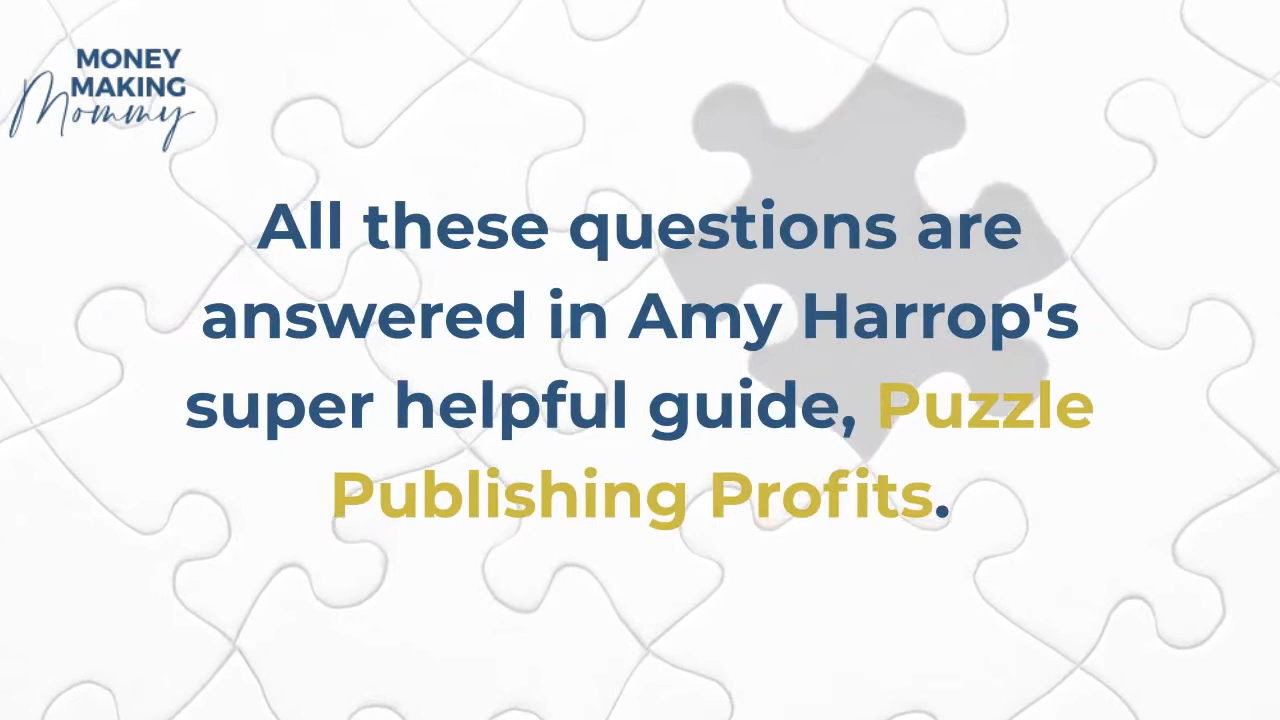 MONEY
MAKING
Mommy
All these questions are
answered in Amy Harrop's
super helpful guide, Puzzle
Publishing Profits.